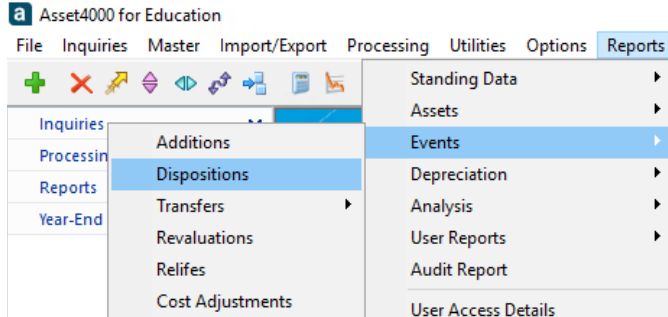 a Asset4000 for Education
File Inquiries Master Import/Export Processing Utilities Options Reports
Standing Data
Assets
Events
Depreciation
Analysis
User Reports
Audit Report
User Access Details
Inquiries
Processin
Reports
Year-End
Additions
Dispositions
Transfers
Revaluations
Relifes
Cost Adjustments